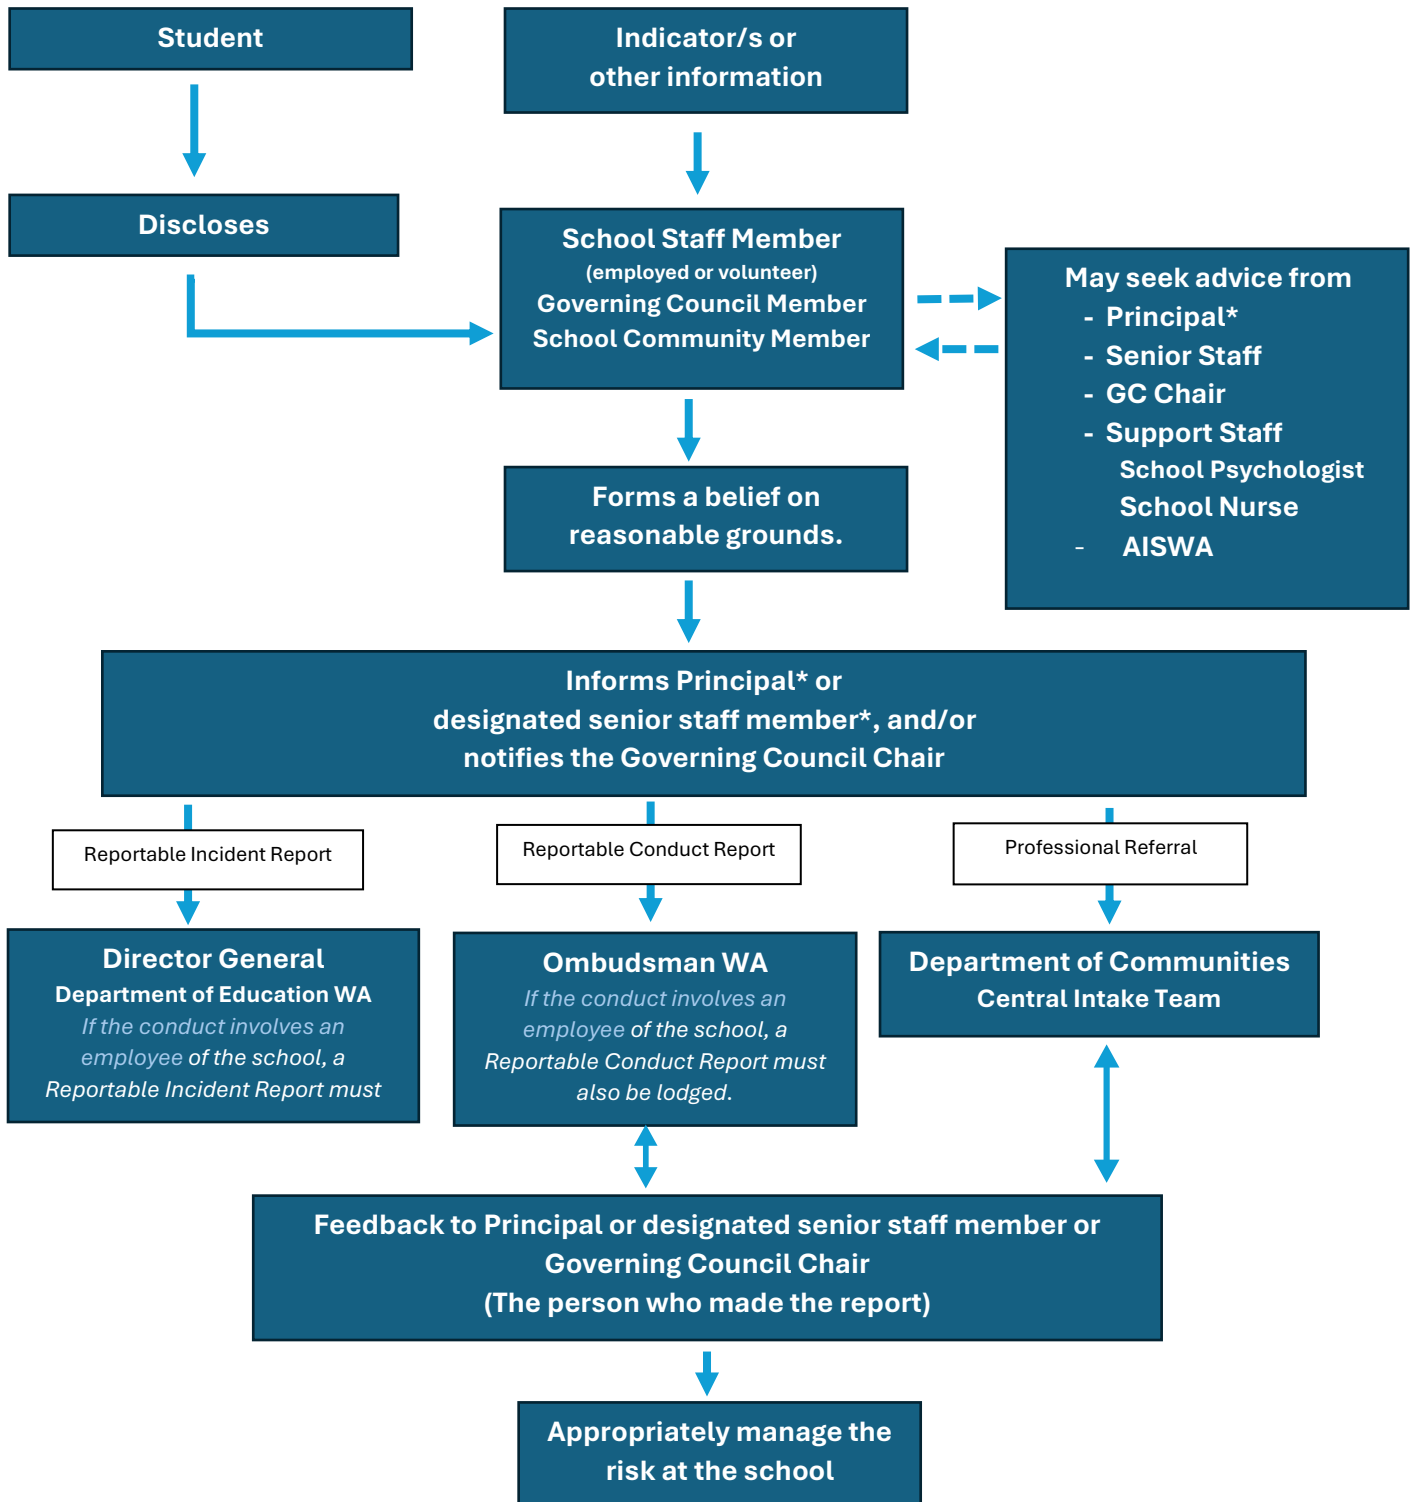 Student
Indicator/s or
other information
Discloses
School Staff Member
(employed or volunteer)
Governing Council Member
School Community Member
May seek advice from
- Principal*
- Senior Staff
- GC Chair
- Support Staff
School Psychologist
School Nurse
- AISWA
Forms a belief on
reasonable grounds.
Informs Principal* or
designated senior staff member*, and/or
notifies the Governing Council Chair
Reportable Incident Report
Reportable Conduct Report
Professional Referral
Director General
Department of Education WA
If the conduct involves an
employee of the school, a
Reportable Incident Report must
Ombudsman WA
If the conduct involves an
employee of the school, a
Reportable Conduct Report must
also be lodged.
Department of Communities
Central Intake Team
Feedback to Principal or designated senior staff member or
Governing Council Chair
(The person who made the report)
Appropriately manage the
risk at the school